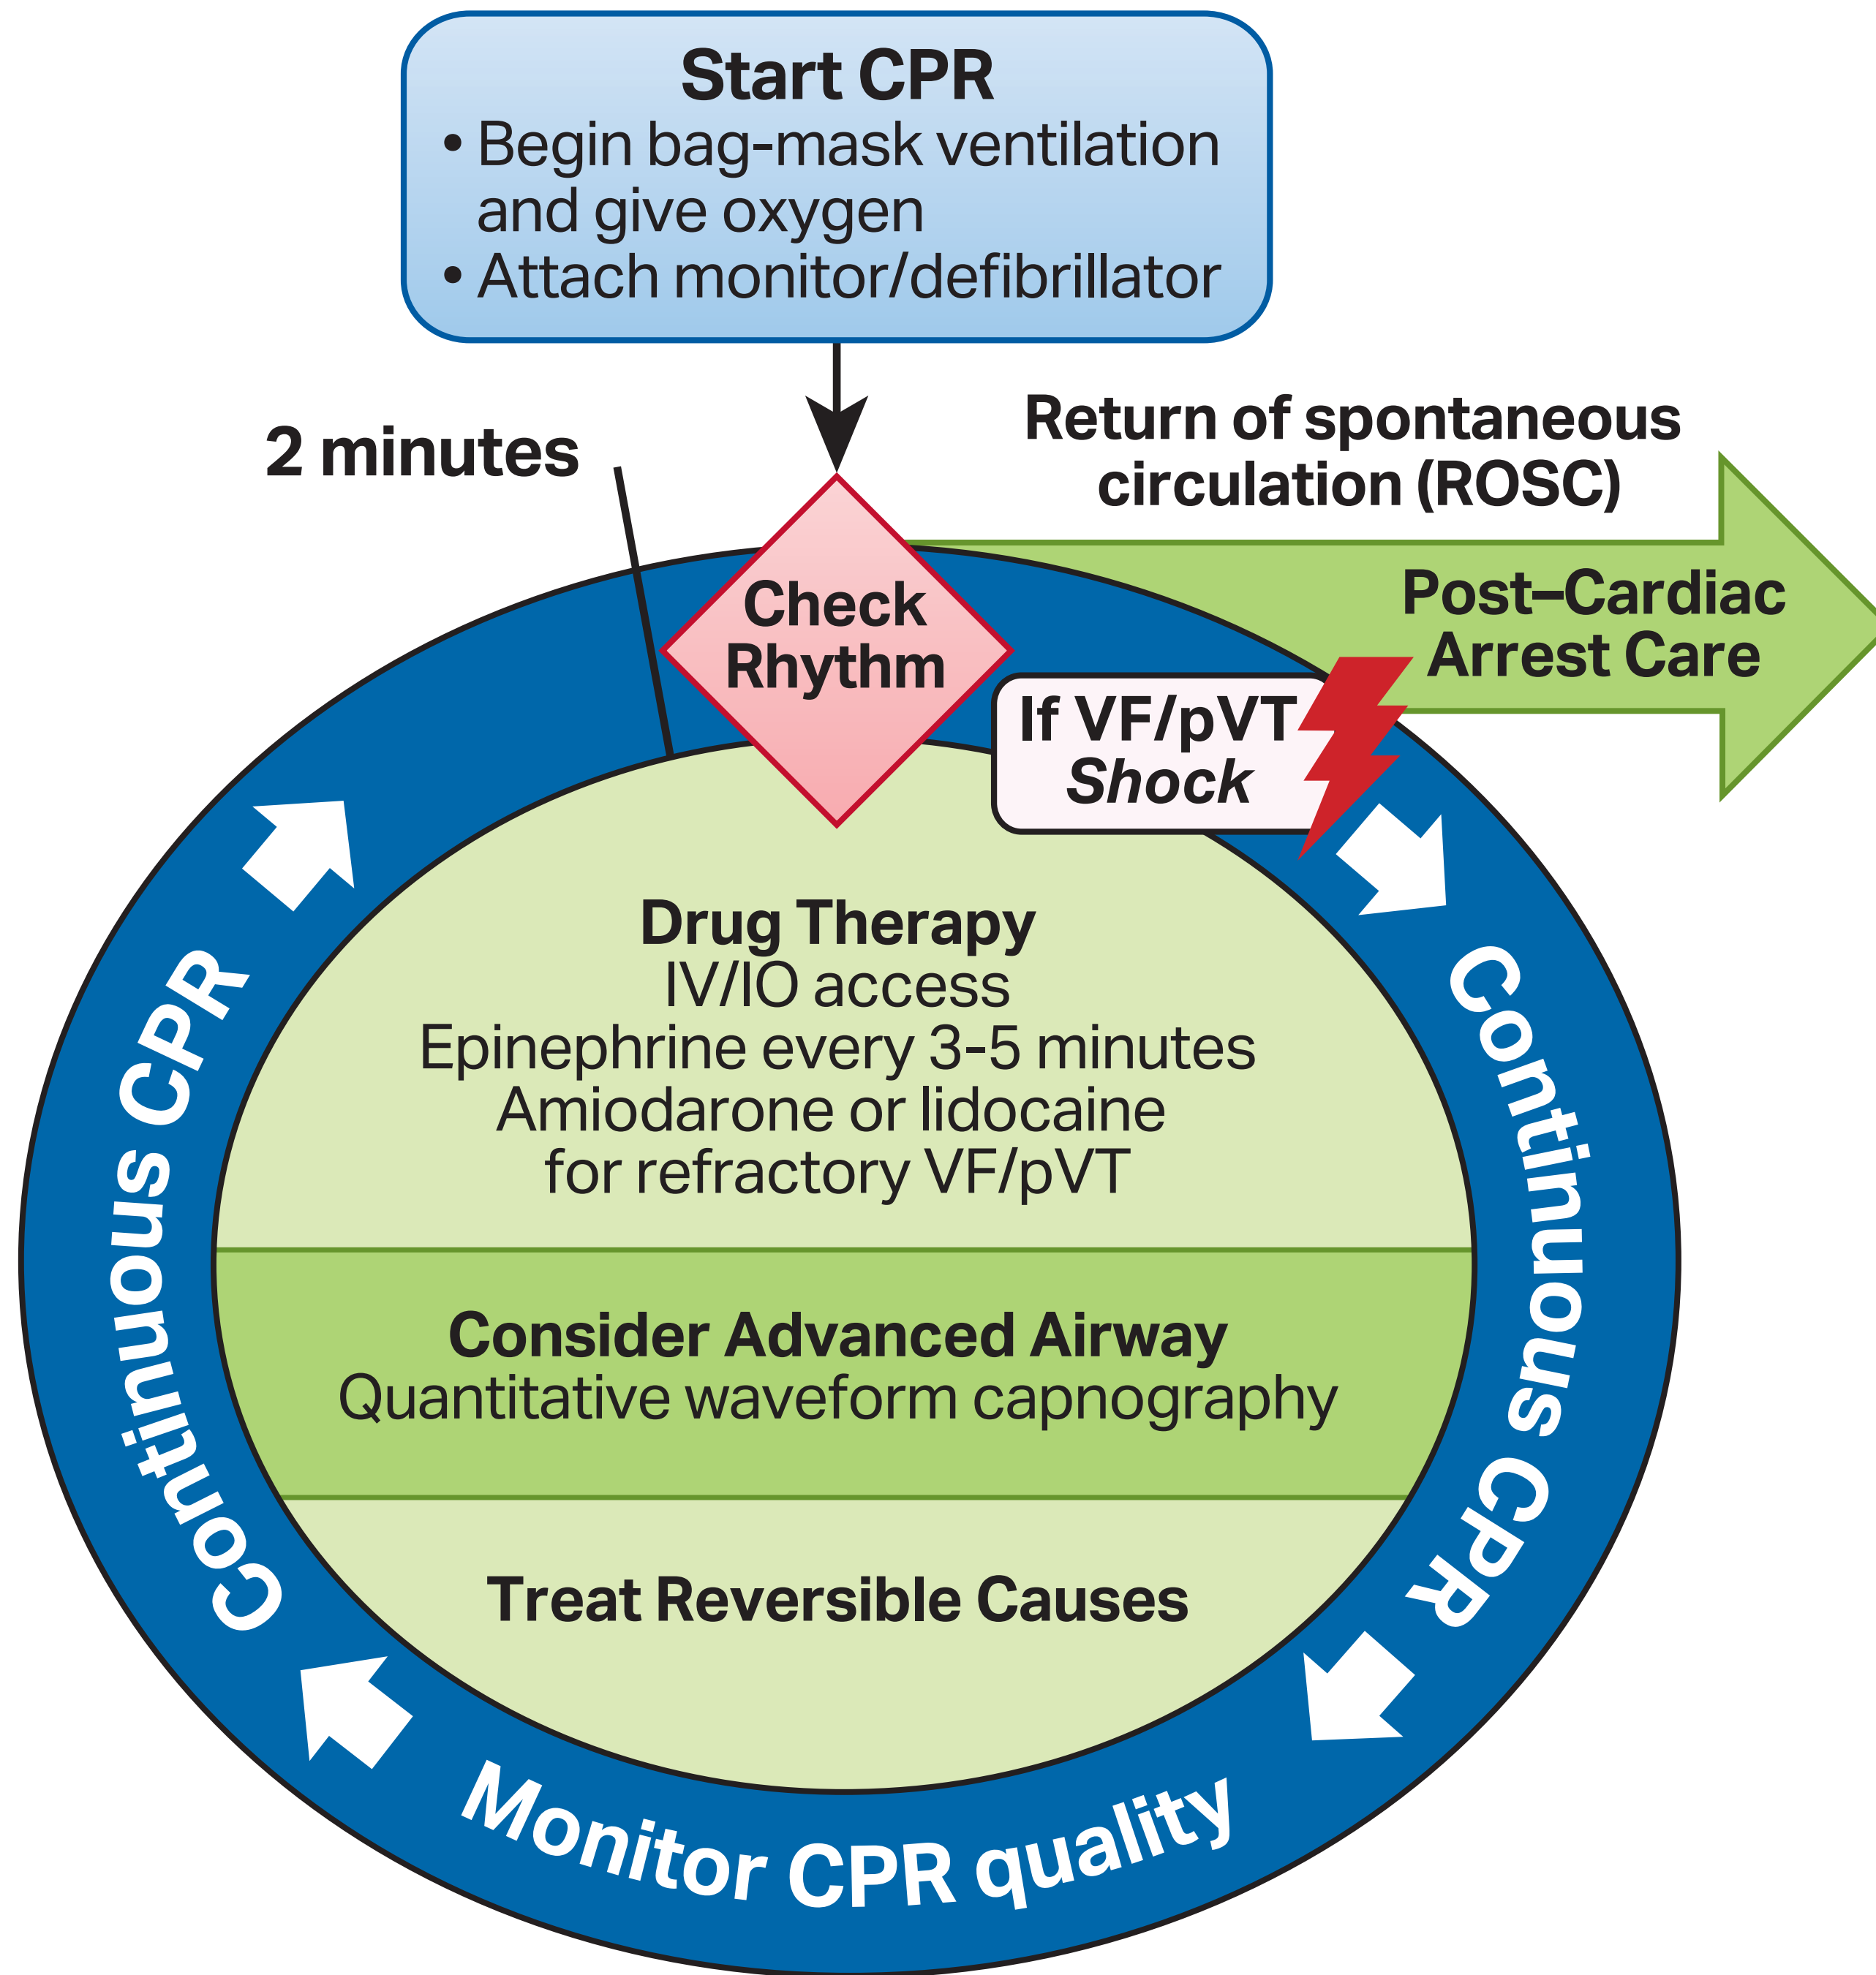 Start CPR
• Begin bag-mask ventilation
and give oxygen
• Attach monitor/defibrillator
2 minutes
Return of spontaneous
circulation (ROSC)
Check
Rhythm
Post–Cardiac
Arrest Care
If VF/pVT
Shock
Drug Therapy
IV/IO access
Epinephrine every 3-5 minutes
Amiodarone or lidocaine
for refractory VF/pVT
Consider Advanced Airway
Quantitative waveform capnography
Treat Reversible Causes
Continuous CPR
Monitor CPR quality
Continuous CPR